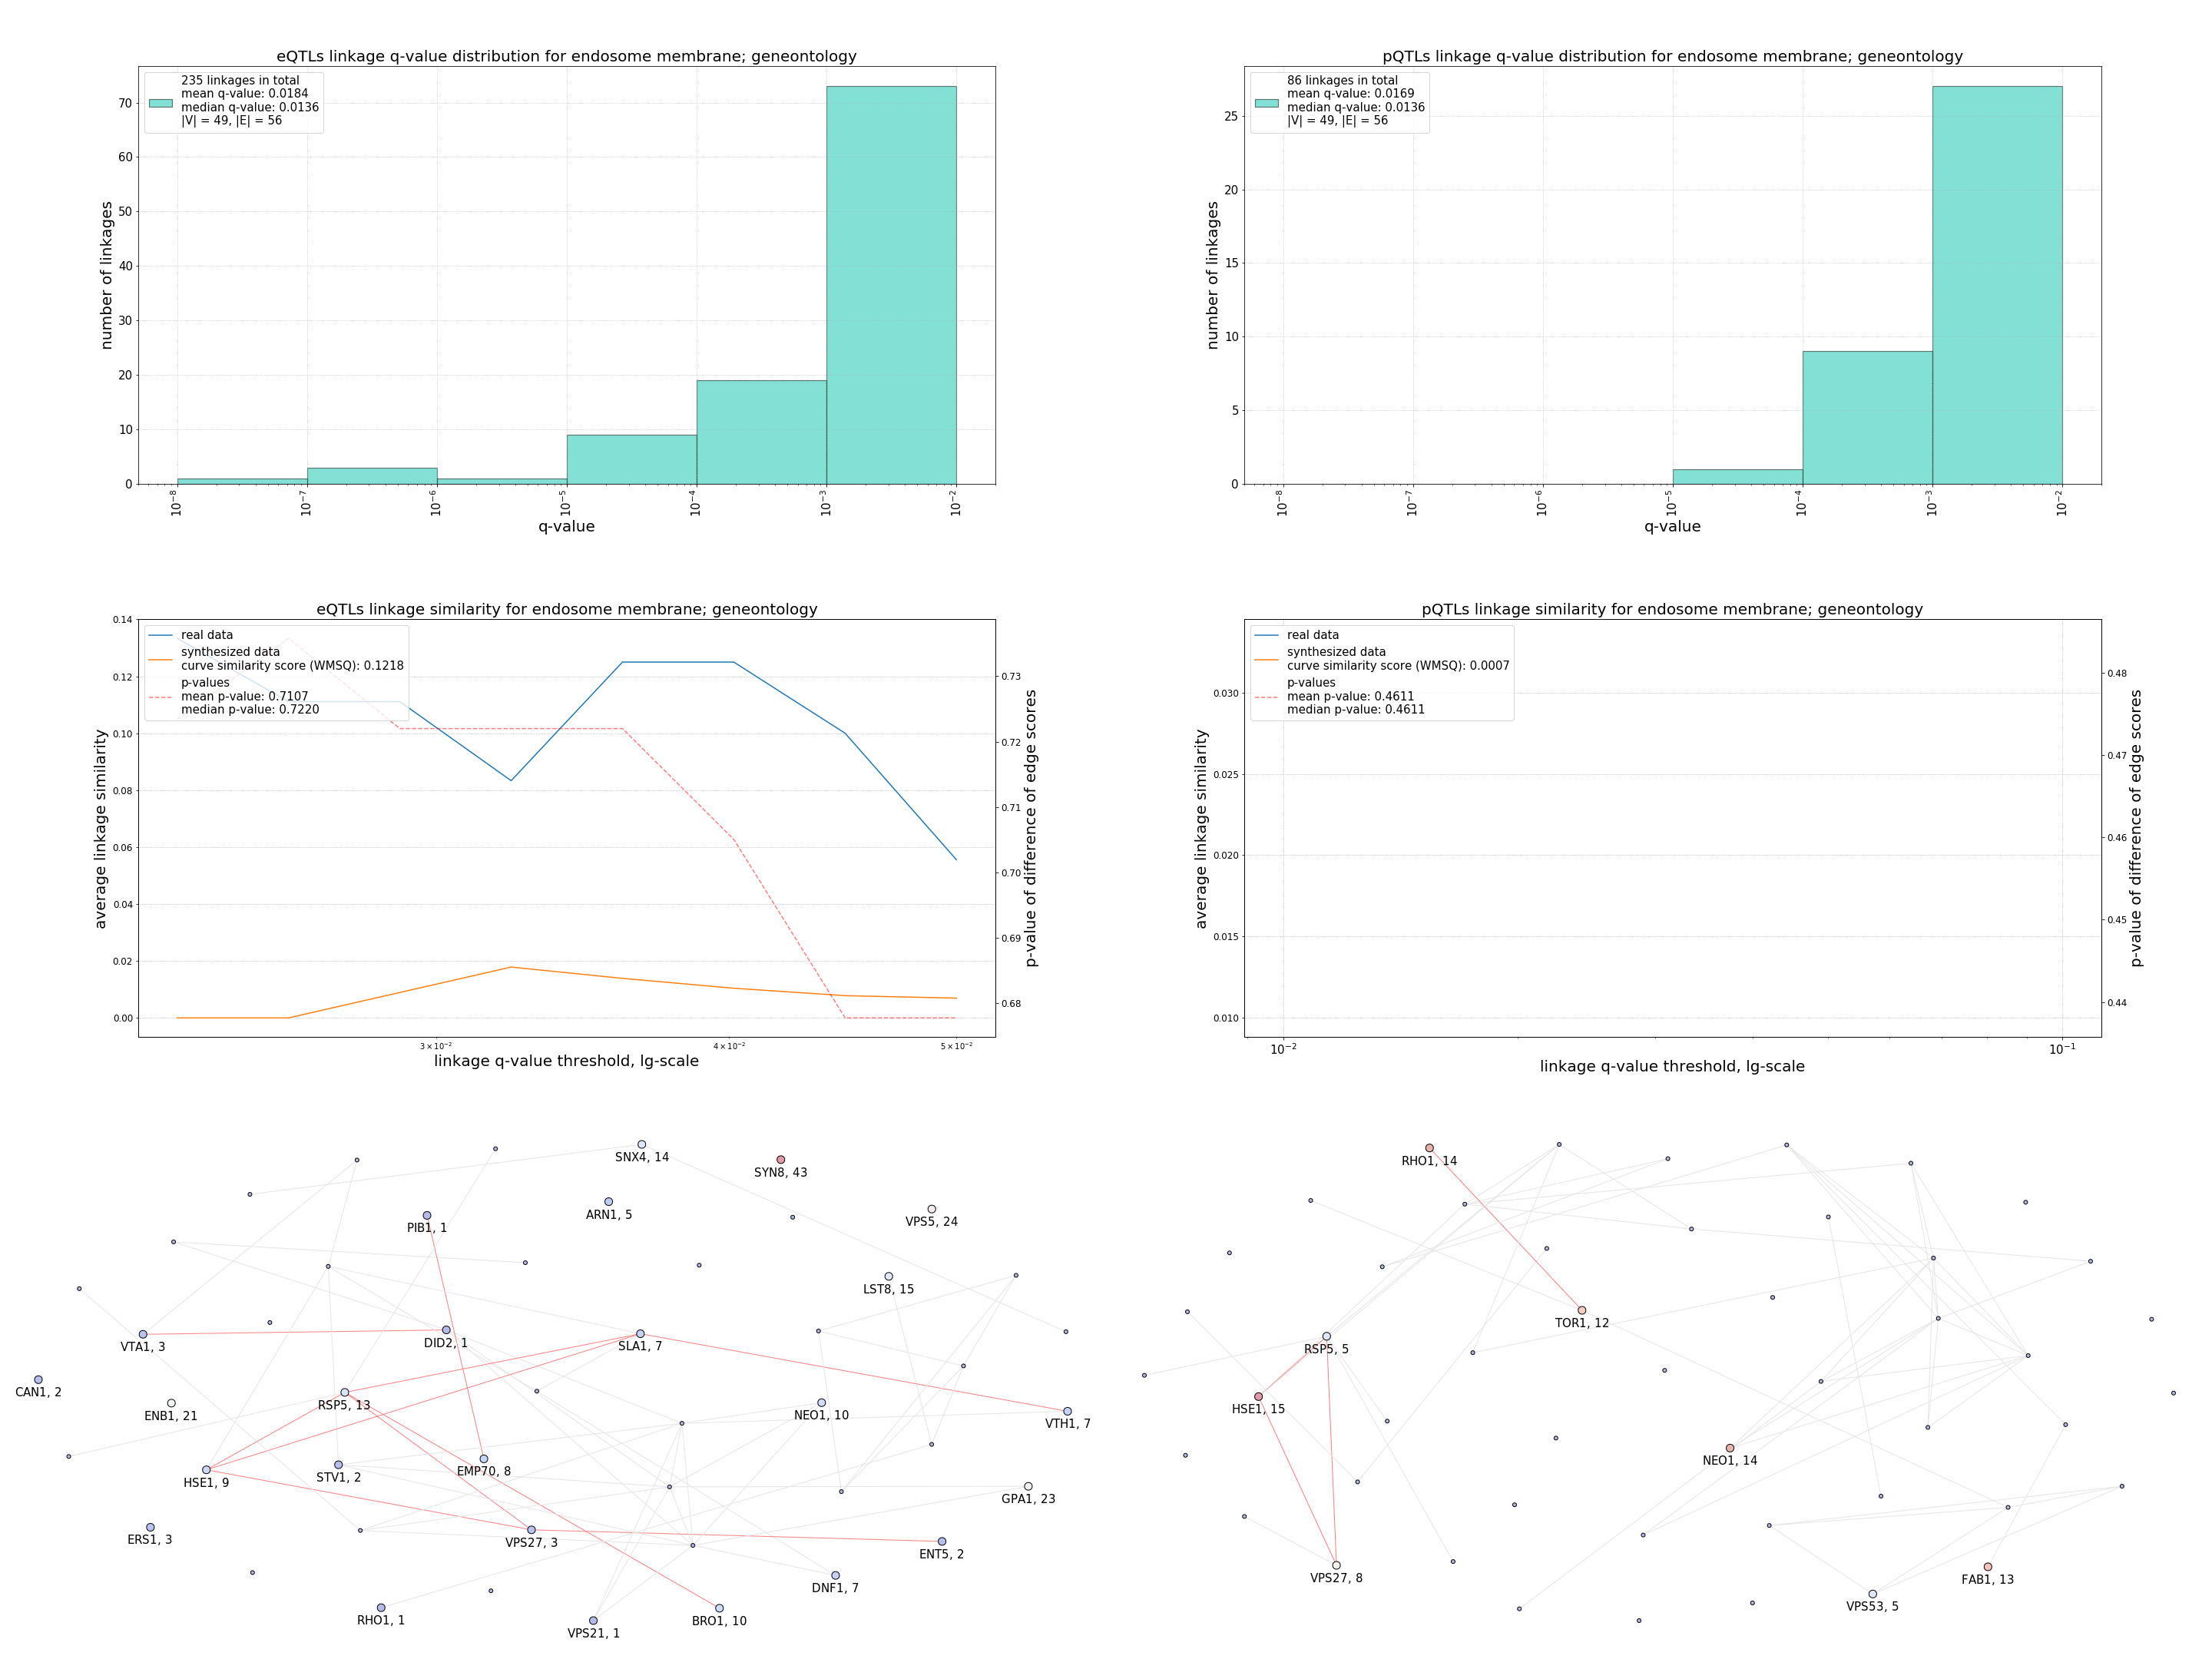 eQTLs linkage q-value distribution for endosome membrane; geneontology
235 linkages in total
mean q-value: 0.0184
median q-value: 0.0136
|V| = 49, |E| = 56
number of linkages
70
60
50
40
30
20
10
0
10⁻⁸
10⁻⁷
10⁻⁶
10⁻⁵
10⁻⁴
10⁻³
10⁻²
q-value
pQTLs linkage q-value distribution for endosome membrane; geneontology
86 linkages in total
mean q-value: 0.0169
median q-value: 0.0136
|V| = 49, |E| = 56
number of linkages
25
20
15
10
5
0
10⁻⁸
10⁻⁷
10⁻⁶
10⁻⁵
10⁻⁴
10⁻³
10⁻²
q-value
eQTLs linkage similarity for endosome membrane; geneontology
real data
synthesized data
curve similarity score (WMSQ): 0.1218
p-values
mean p-value: 0.7107
median p-value: 0.7220
average linkage similarity
0.14
0.12
0.10
0.08
0.06
0.04
0.02
0.00
0.73
0.72
0.71
0.70
0.69
0.68
p-value of difference of edge scores
3 × 10⁻²
4 × 10⁻²
5 × 10⁻²
linkage q-value threshold, lg-scale
pQTLs linkage similarity for endosome membrane; geneontology
real data
synthesized data
curve similarity score (WMSQ): 0.0007
p-values
mean p-value: 0.4611
median p-value: 0.4611
average linkage similarity
0.030
0.025
0.020
0.015
0.010
0.48
0.47
0.46
0.45
0.44
p-value of difference of edge scores
10⁻²
10⁻¹
linkage q-value threshold, lg-scale
SNX4, 14
SYN8, 43
ARN1, 5
VPS5, 24
PIB1, 1
LST8, 15
VTA1, 3
DID2, 1
SLA1, 7
CAN1, 2
ENB1, 21
RSP5, 13
NEO1, 10
VTH1, 7
HSE1, 9
STV1, 2
EMP70, 8
GPA1, 23
ERS1, 3
VPS27, 3
ENT5, 2
DNF1, 7
RHO1, 1
VPS21, 1
BRO1, 10
RHO1, 14
TOR1, 12
RSP5, 5
HSE1, 15
NEO1, 14
VPS27, 8
FAB1, 13
VPS53, 5